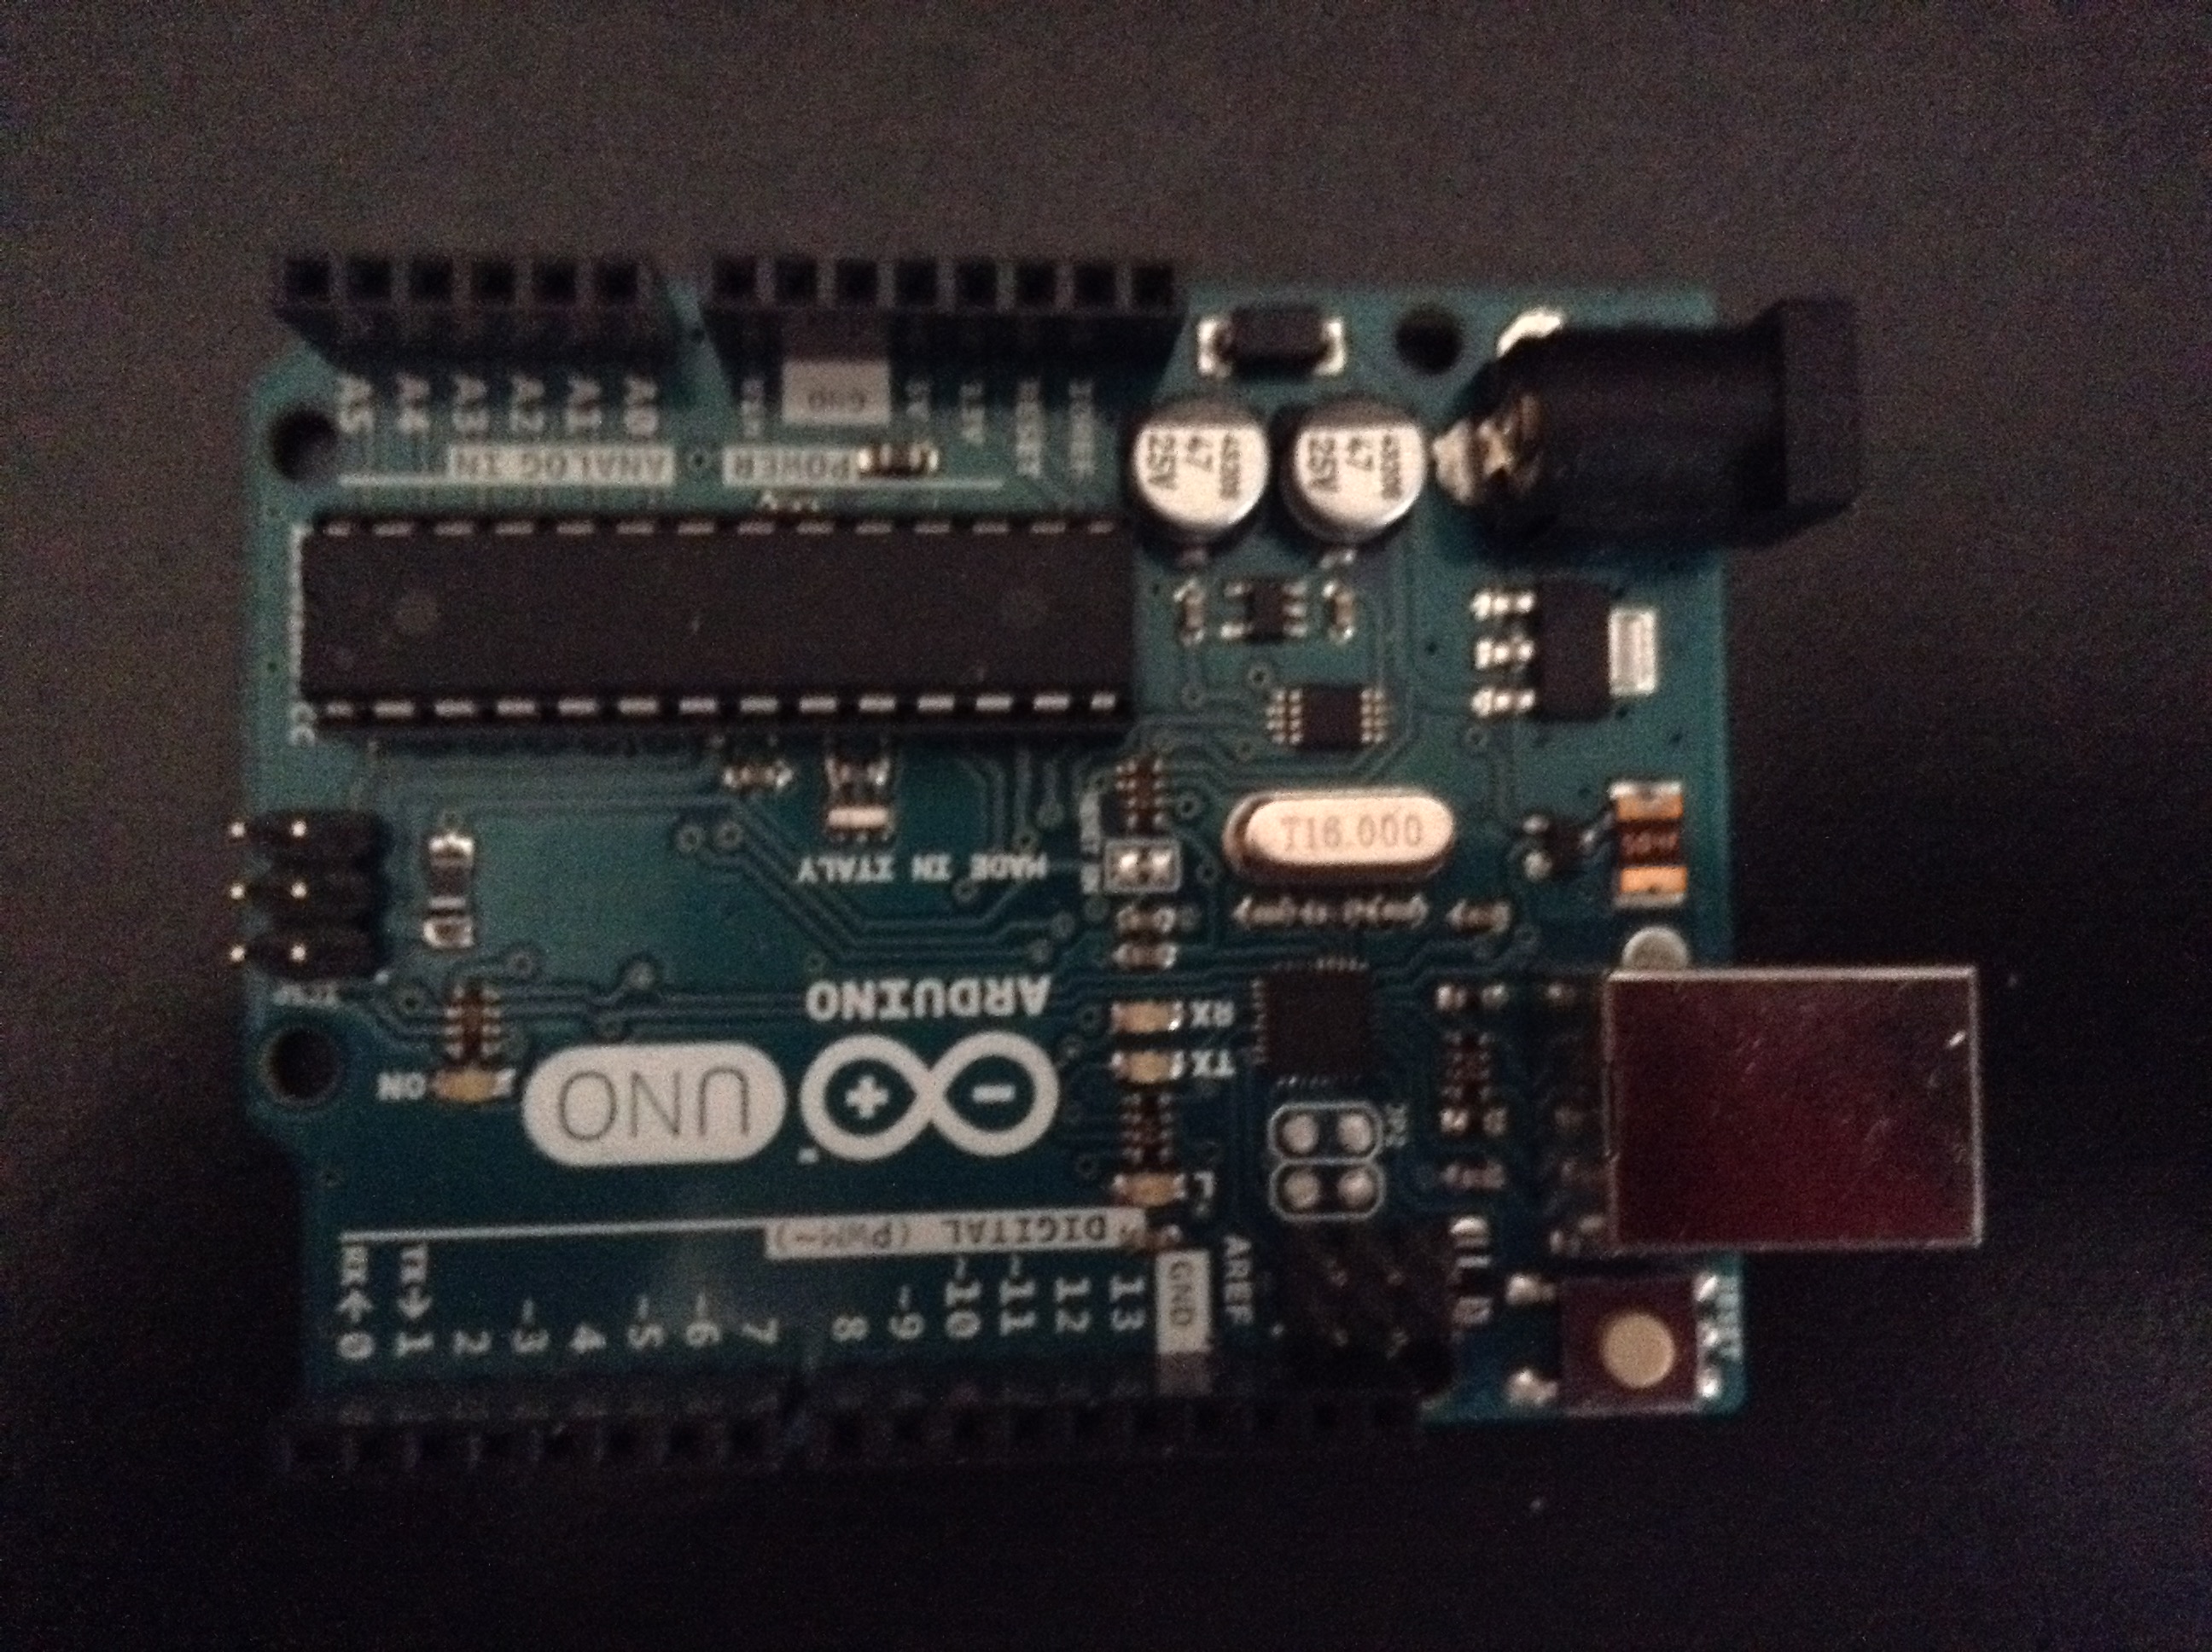 RESET
T16.000
47
25V
47
25V
JP2
AREF
RX
TX
L
GND
13
12
~11
~10
~9
8
DIGITAL (PWM~)
RESET
POWER
MADE IN ITALY
ARDUINO
UNO
7
~6
~5
4
~3
2
TX→1
RX←0
A0
A1
A2
A3
A4
A5
ANALOG IN
ON